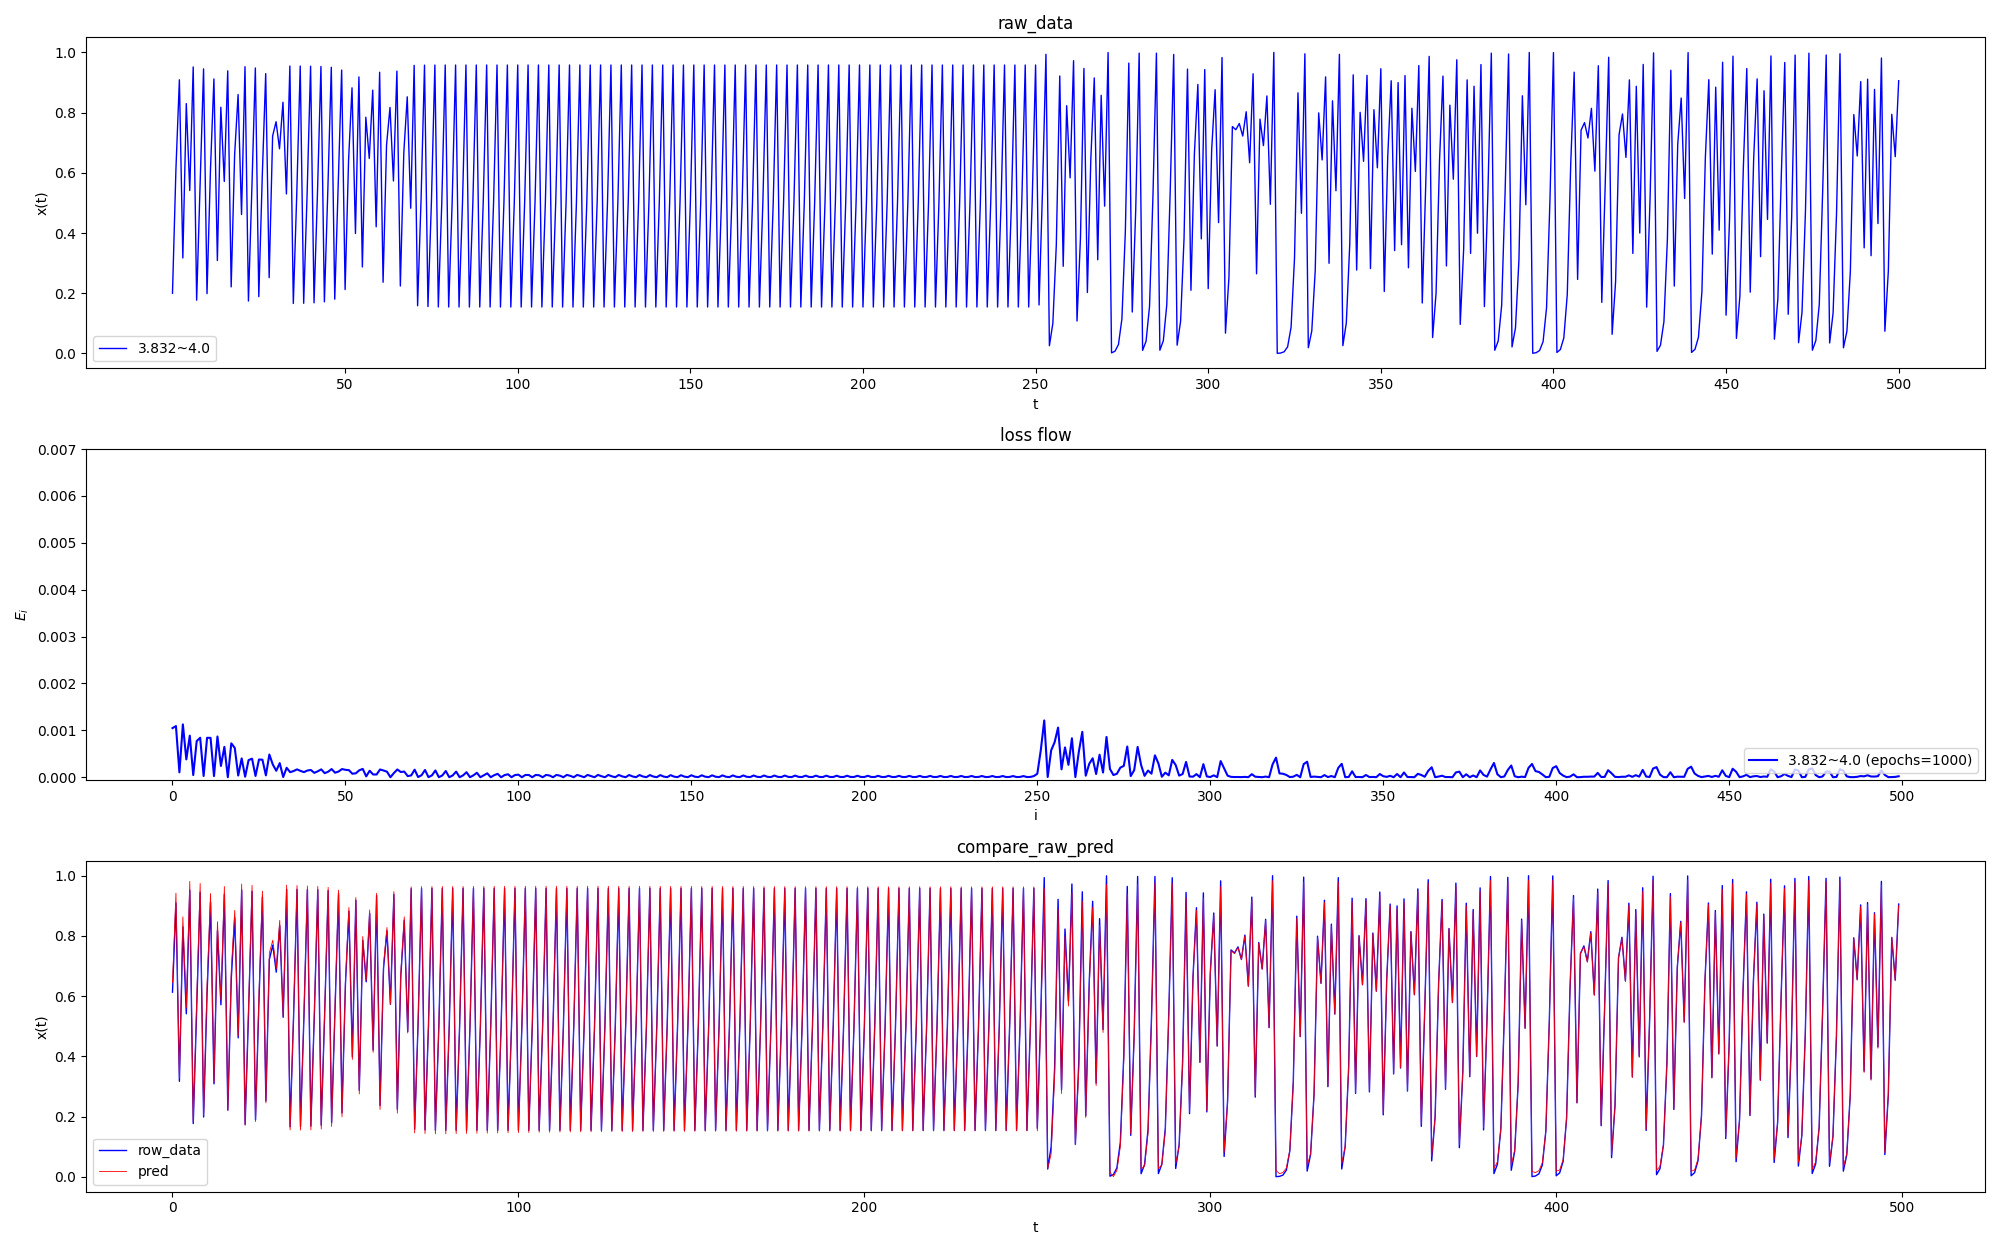 raw_data
1.0
0.8
0.6
0.4
0.2
0.0
x(t)
3.832~4.0
50 100 150 200 250 300 350 400 450 500
t
loss flow
0.007
0.006
0.005
0.004
0.003
0.002
0.001
0.000
E_i
3.832~4.0 (epochs=1000)
0 50 100 150 200 250 300 350 400 450 500
i
compare_raw_pred
1.0
0.8
0.6
0.4
0.2
0.0
x(t)
row_data
pred
0 100 200 300 400 500
t